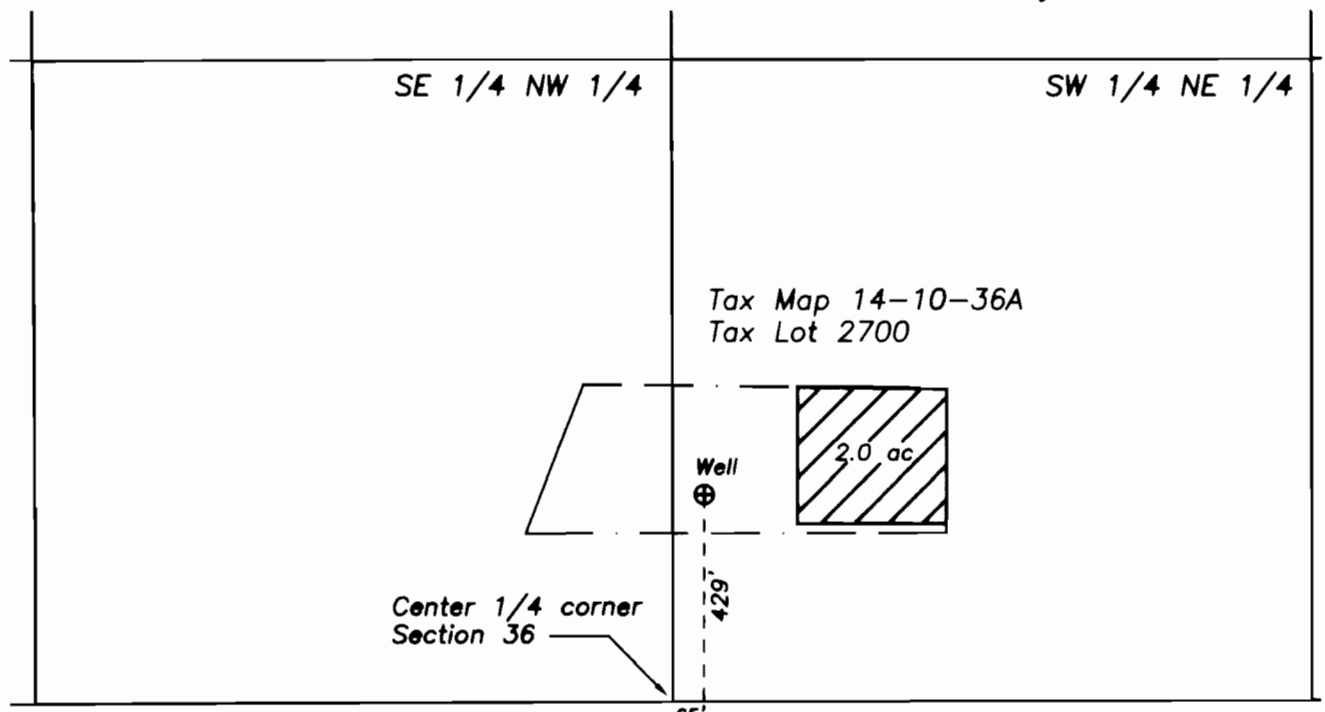 SE 1/4 NW 1/4
SW 1/4 NE 1/4
Tax Map 14-10-36A
Tax Lot 2700
2.0 ac
Well
429'
Center 1/4 corner
Section 36